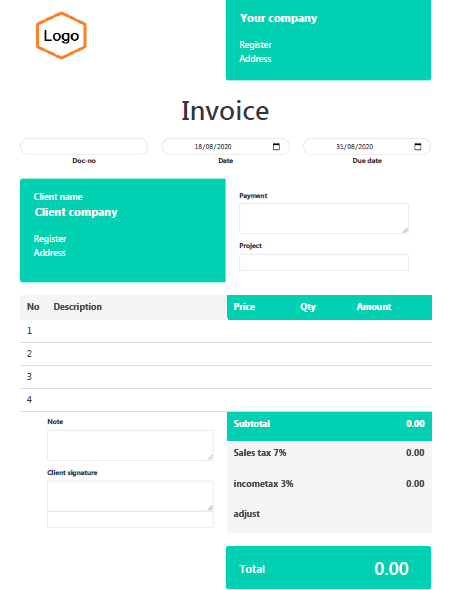 Logo
Your company
Register
Address
Invoice
18/08/2020
31/08/2020
Doc-no
Date
Due date
Client name
Client company
Register
Address
Payment
Project
No Description Price Qty Amount
1
2
3
4
Note
Client signature
Subtotal 0.00
Sales tax 7% 0.00
incometax 3% 0.00
adjust
Total 0.00